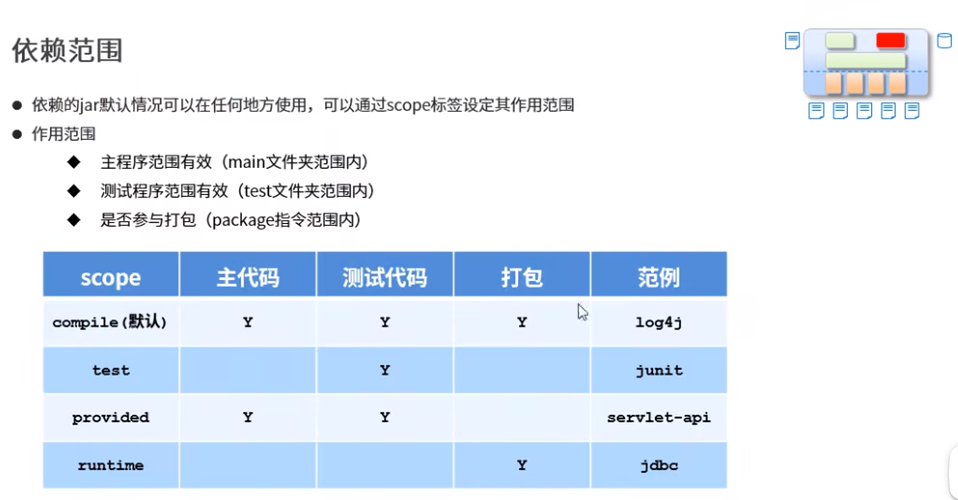 依赖范围
● 依赖的jar默认情况可以在任何地方使用，可以通过scope标签设定其作用范围
● 作用范围
◆ 主程序范围有效（main文件夹范围内）
◆ 测试程序范围有效（test文件夹范围内）
◆ 是否参与打包（package指令范围内）
scope 主代码 测试代码 打包 范例
compile(默认) Y Y Y log4j
test Y junit
provided Y Y servlet-api
runtime Y jdbc